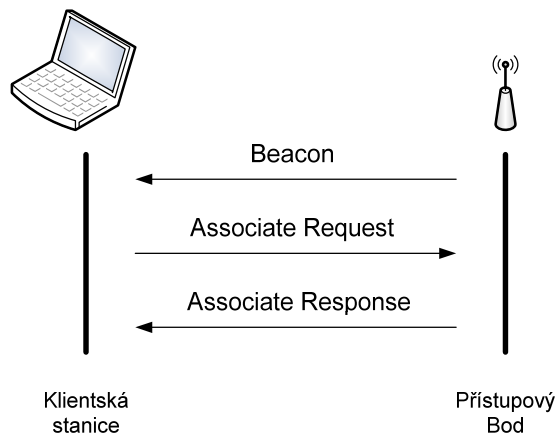 Beacon
Associate Request
Associate Response
Klientská
stanice
Přístupový
Bod